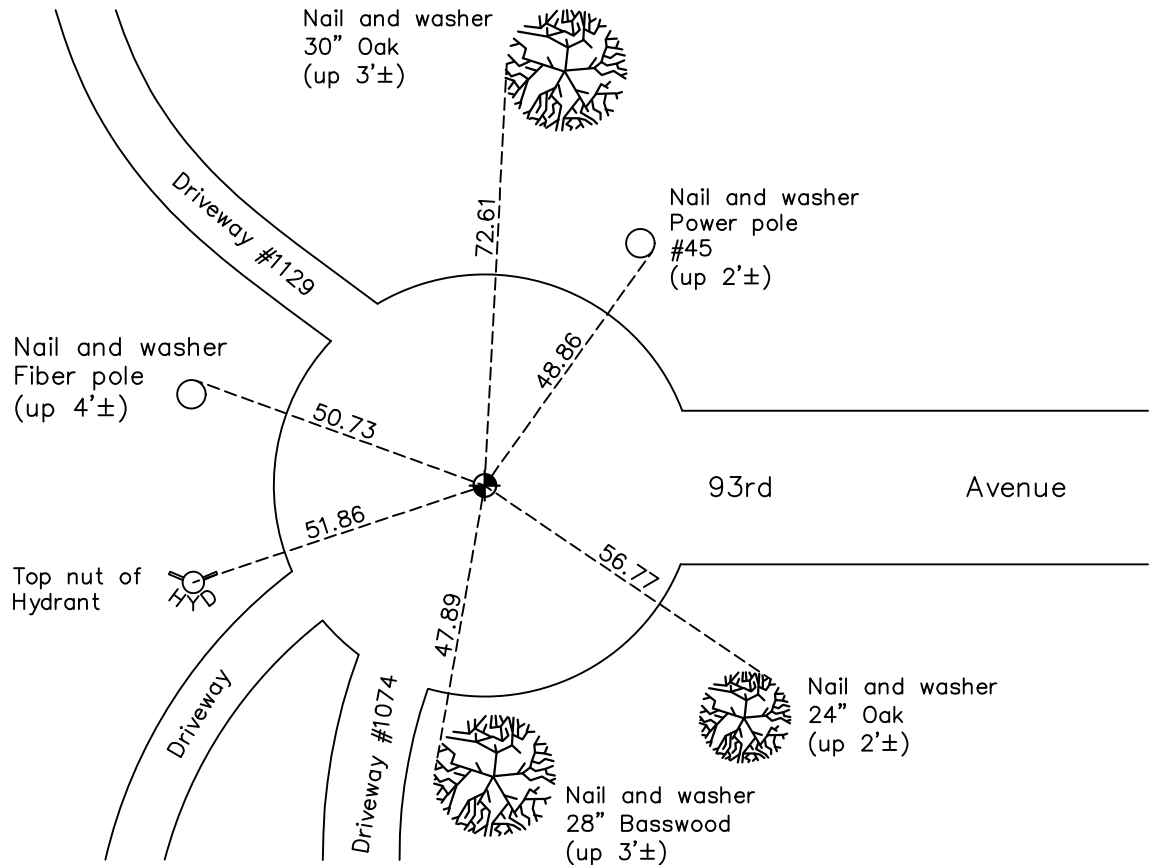 Nail and washer
30” Oak
(up 3’±)
Nail and washer
Power pole
#45
(up 2’±)
72.61
Driveway #1129
48.86
Nail and washer
Fiber pole
(up 4’±)
50.73
93rd Avenue
51.86
56.77
Top nut of
Hydrant
HYD
47.89
Driveway
Driveway #1074
Nail and washer
24” Oak
(up 2’±)
Nail and washer
28” Basswood
(up 3’±)